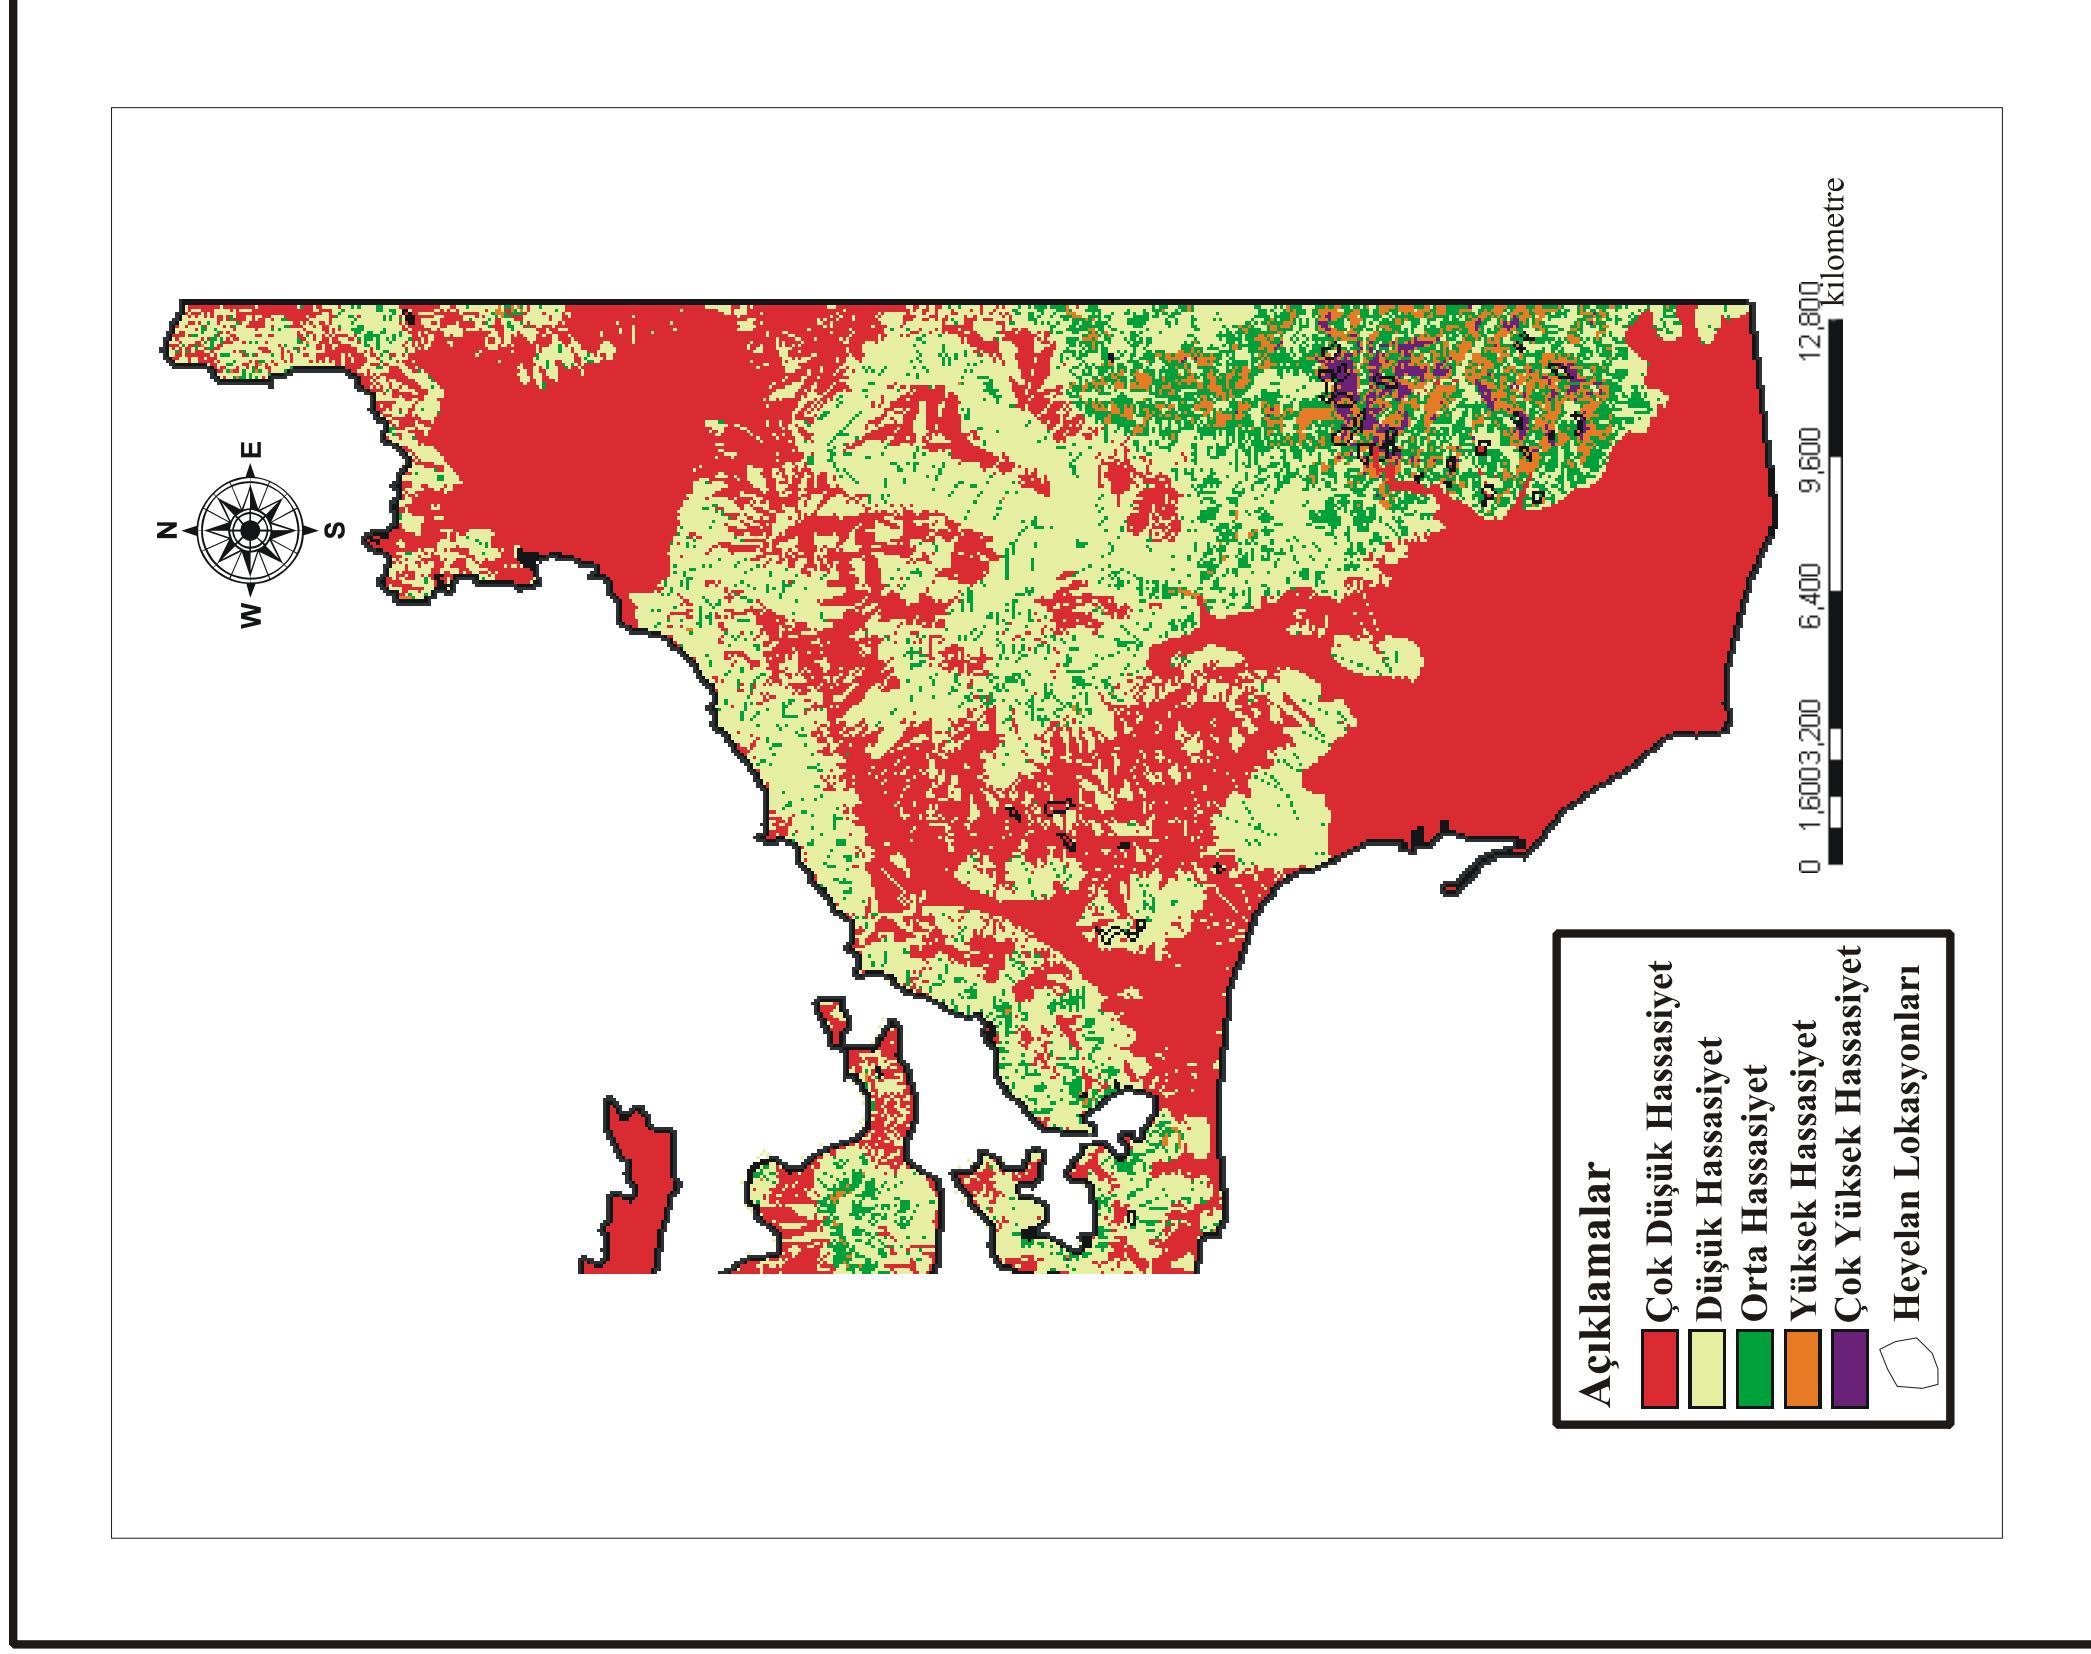 N
E
S
W
0 1,600 3,200 6,400 9,600 12,800
kilometre
Açıklamalar
Çok Düşük Hassasiyet
Düşük Hassasiyet
Orta Hassasiyet
Yüksek Hassasiyet
Çok Yüksek Hassasiyet
Heyelan Lokasyonları